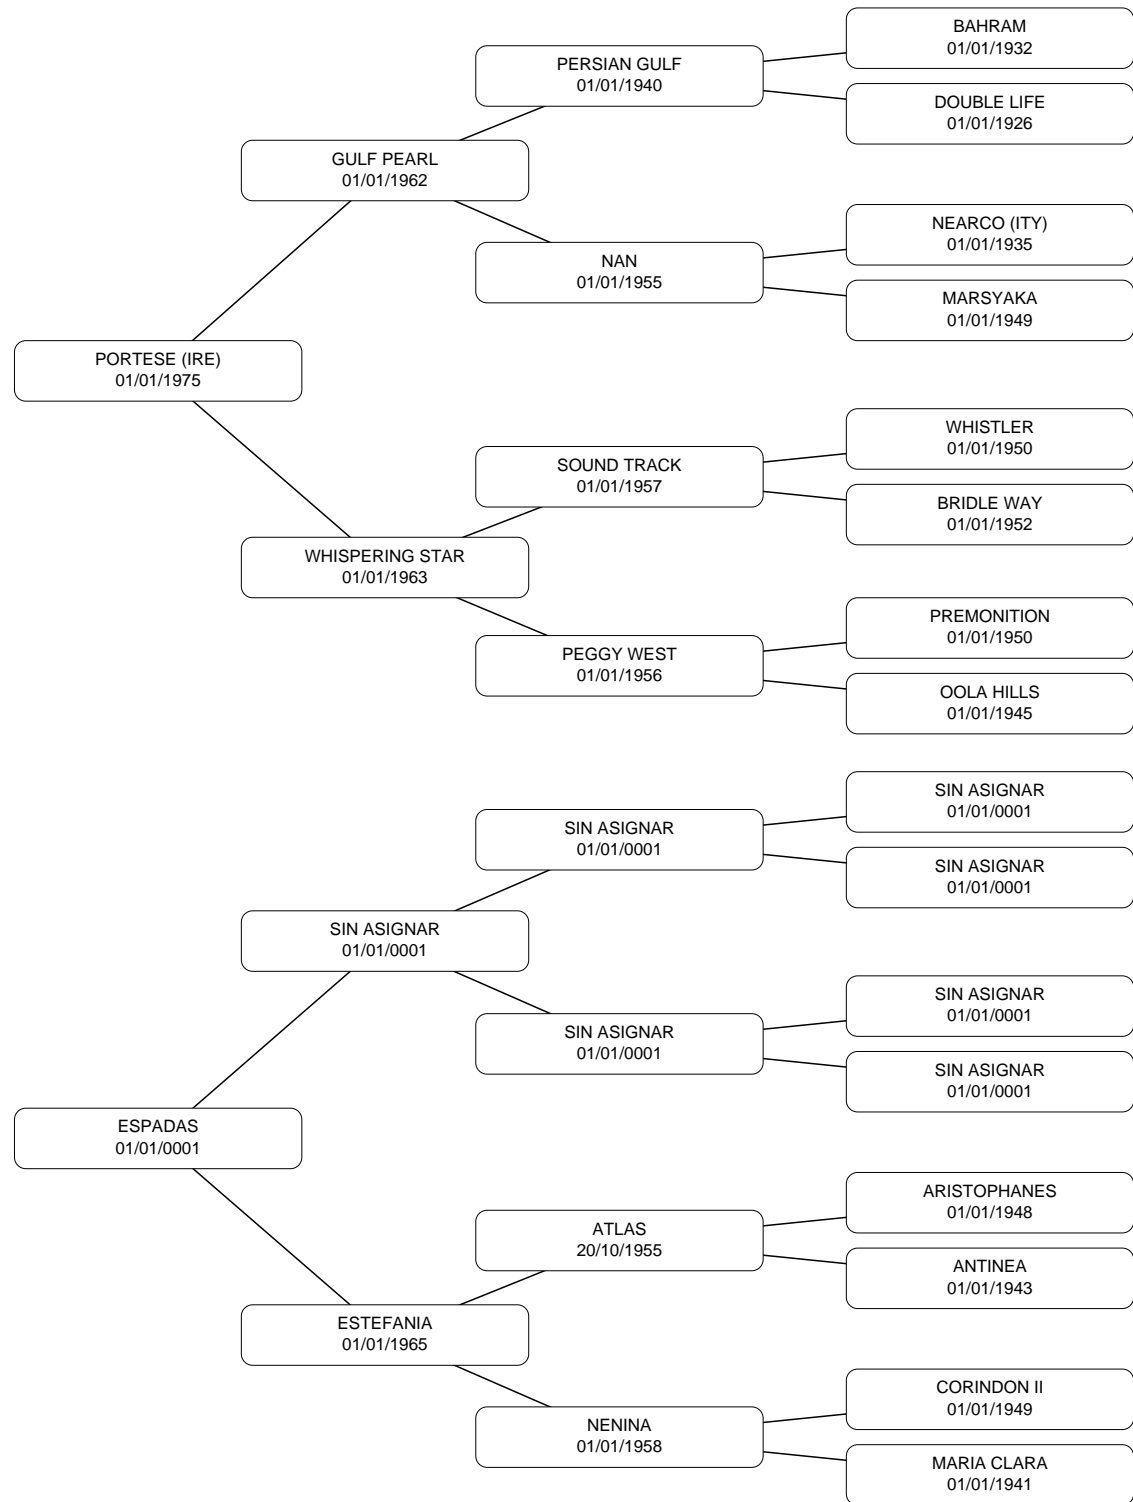 BAHRAM
01/01/1932
PERSIAN GULF
01/01/1940
DOUBLE LIFE
01/01/1926
GULF PEARL
01/01/1962
NEARCO (ITY)
01/01/1935
NAN
01/01/1955
MARSYAKA
01/01/1949
PORTESE (IRE)
01/01/1975
WHISTLER
01/01/1950
SOUND TRACK
01/01/1957
BRIDLE WAY
01/01/1952
WHISPERING STAR
01/01/1963
PREMONITION
01/01/1950
PEGGY WEST
01/01/1956
OOLA HILLS
01/01/1945
SIN ASIGNAR
01/01/0001
SIN ASIGNAR
01/01/0001
SIN ASIGNAR
01/01/0001
SIN ASIGNAR
01/01/0001
SIN ASIGNAR
01/01/0001
SIN ASIGNAR
01/01/0001
SIN ASIGNAR
01/01/0001
ESPADAS
01/01/0001
ARISTOPHANES
01/01/1948
ATLAS
20/10/1955
ANTINEA
01/01/1943
ESTEFANIA
01/01/1965
CORINDON II
01/01/1949
NENINA
01/01/1958
MARIA CLARA
01/01/1941